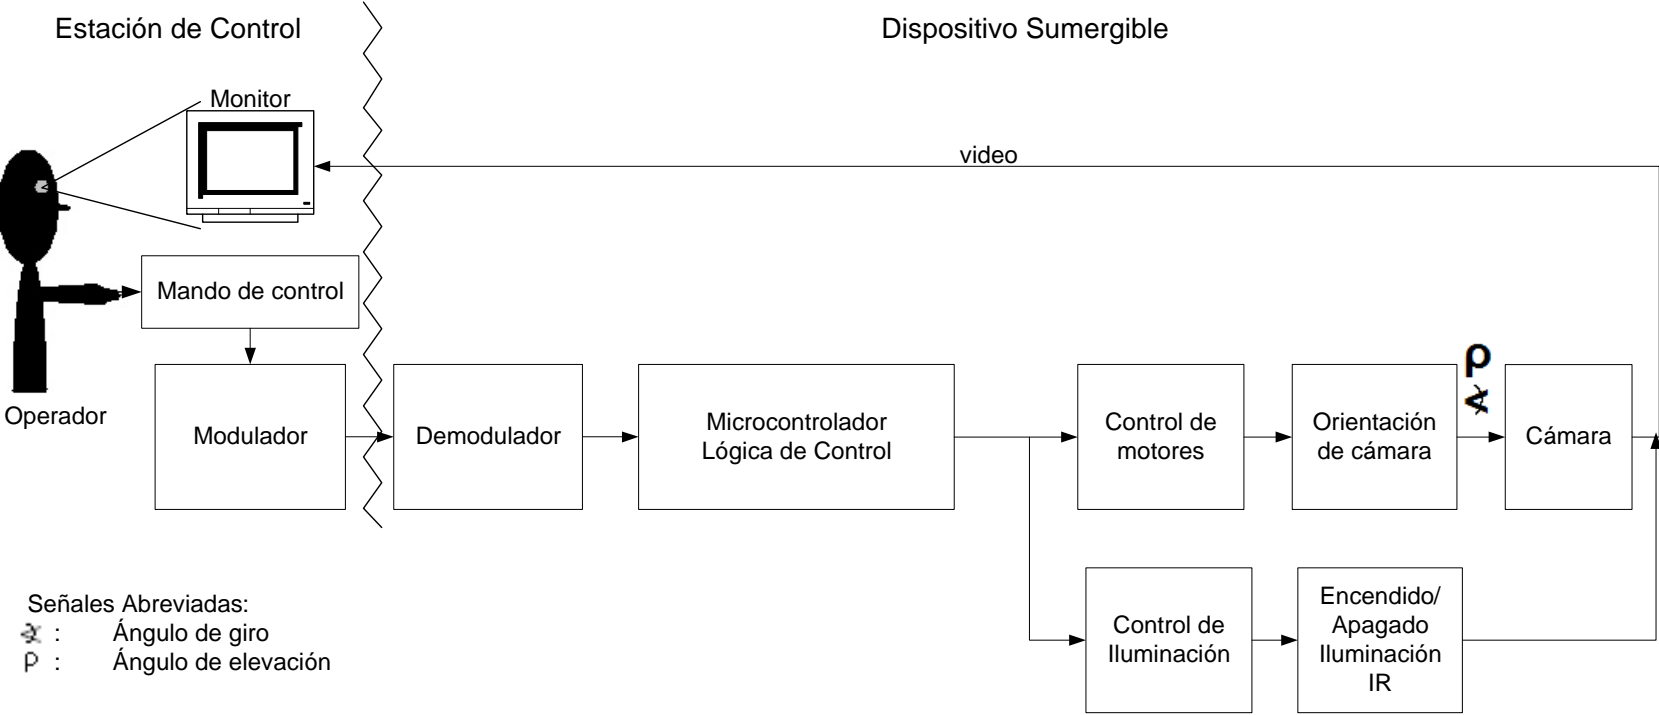 Estación de Control
Dispositivo Sumergible
Monitor
video
Mando de control
Operador
Modulador
Demodulador
Microcontrolador
Lógica de Control
Control de
motores
Orientación
de cámara
ρ
∢
Cámara
Control de
Iluminación
Encendido/
Apagado
Iluminación
IR
Señales Abreviadas:
∢ : Ángulo de giro
ρ : Ángulo de elevación